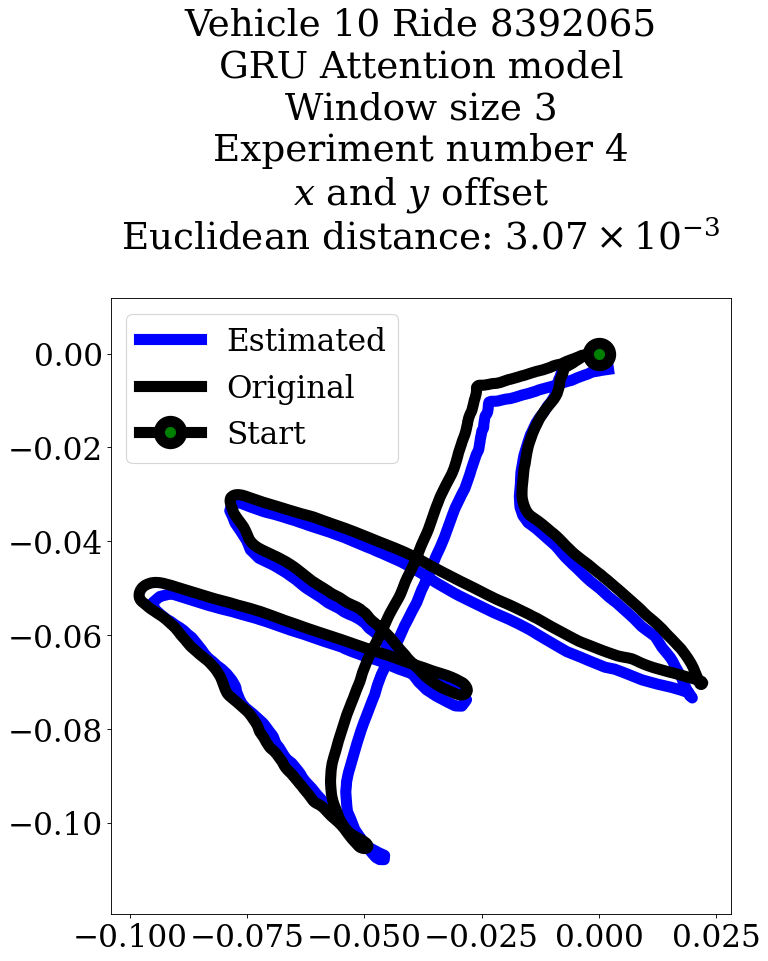 Vehicle 10 Ride 8392065
GRU Attention model
Window size 3
Experiment number 4
x and y offset
Euclidean distance: 3.07 × 10⁻³
Estimated
Original
Start
0.00
−0.02
−0.04
−0.06
−0.08
−0.10
−0.100 −0.075 −0.050 −0.025 0.000 0.025